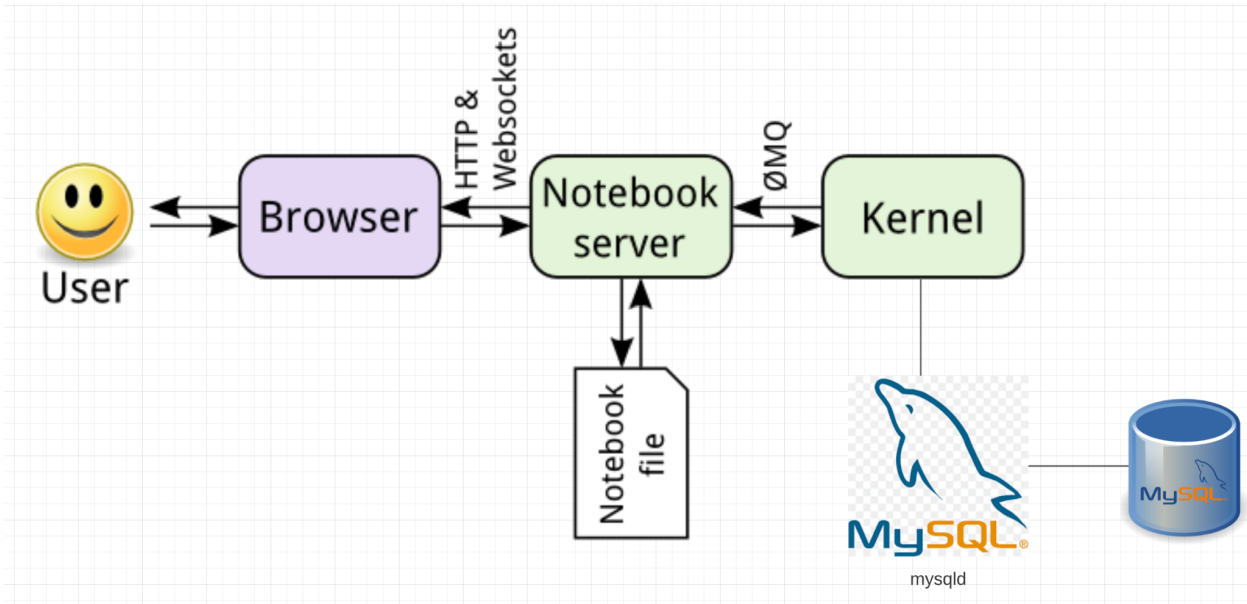 User
Browser
HTTP &
Websockets
Notebook
server
ØMQ
Kernel
Notebook
file
MySQL®
mysqld
MySQL